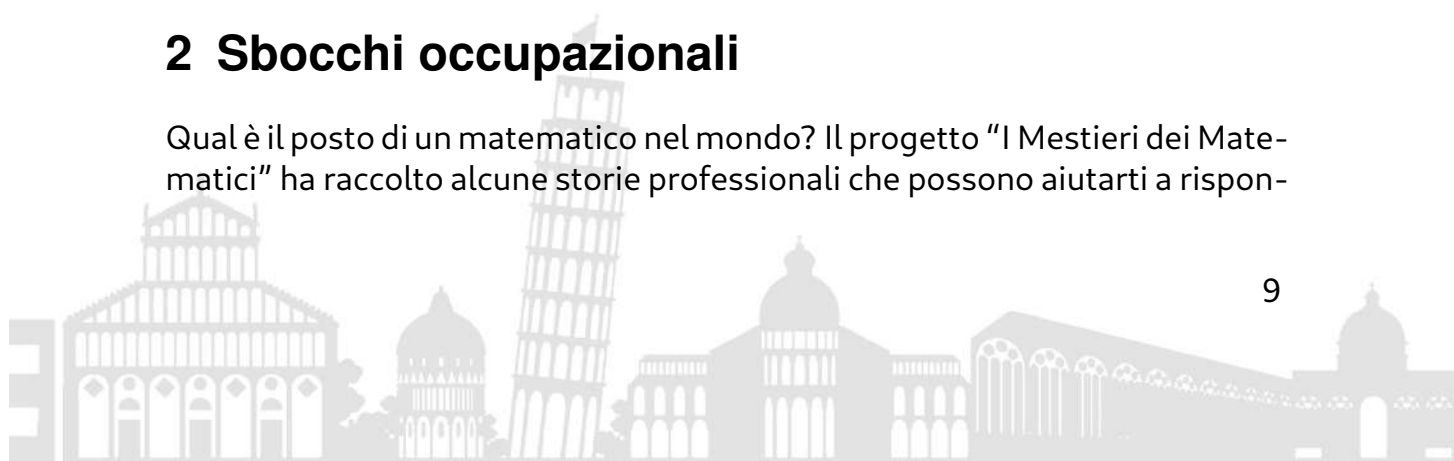 2 Sbocchi occupazionali
Qual è il posto di un matematico nel mondo? Il progetto “I Mestieri dei Mate-
matici” ha raccolto alcune storie professionali che possono aiutarti a rispon-
9